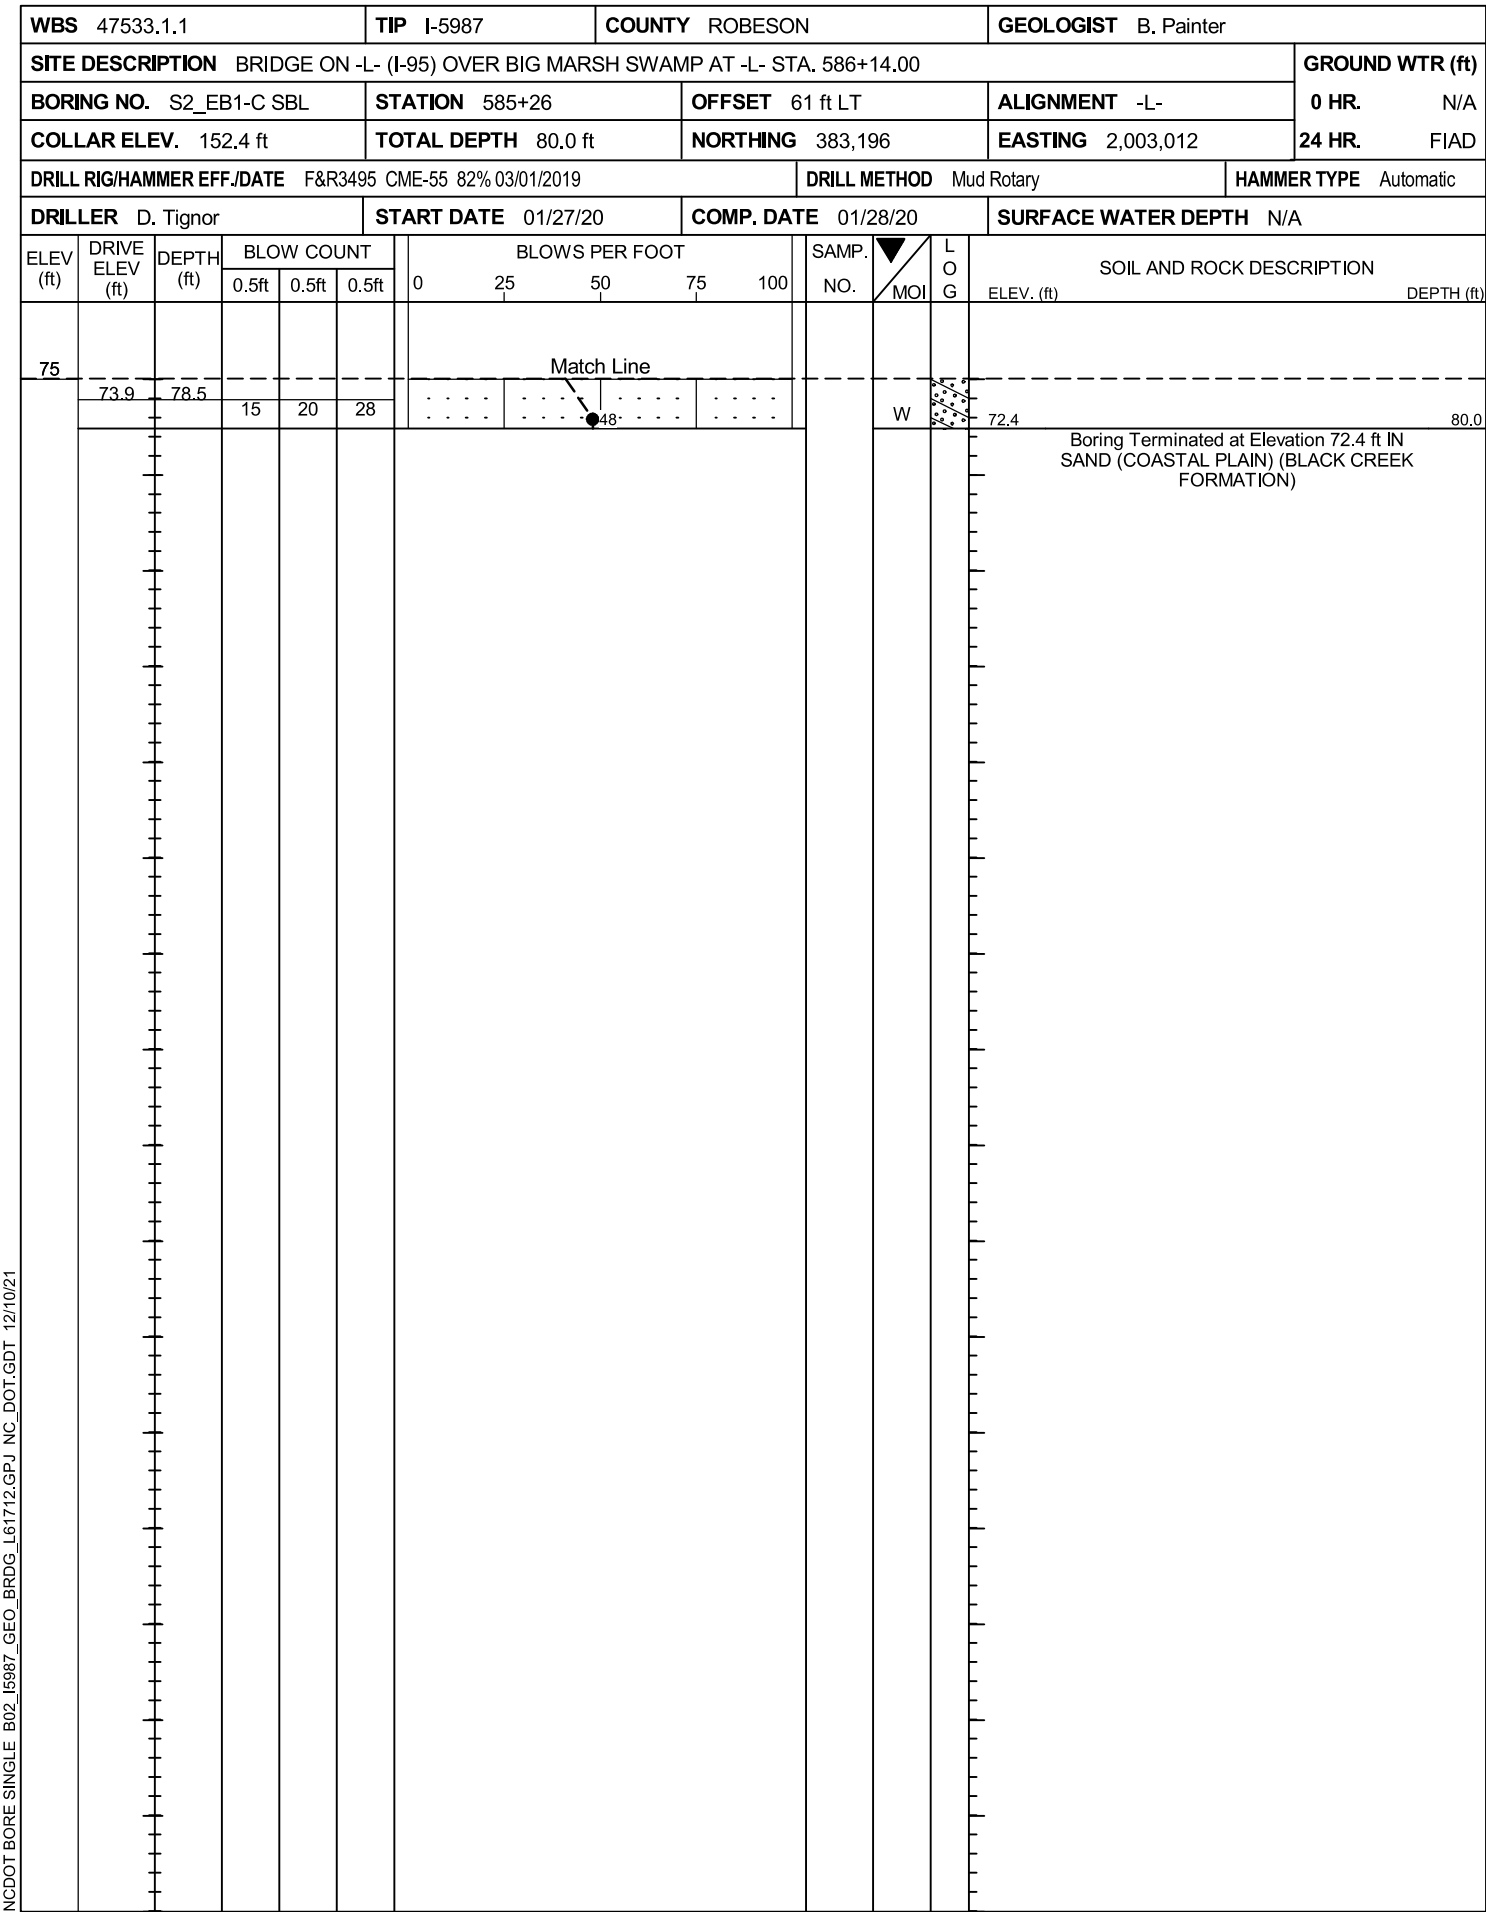 WBS 47533.1.1 TIP I-5987 COUNTY ROBESON GEOLOGIST B. Painter
SITE DESCRIPTION BRIDGE ON -L- (I-95) OVER BIG MARSH SWAMP AT -L- STA. 586+14.00 GROUND WTR (ft)
BORING NO. S2_EB1-C SBL STATION 585+26 OFFSET 61 ft LT ALIGNMENT -L- 0 HR. N/A
COLLAR ELEV. 152.4 ft TOTAL DEPTH 80.0 ft NORTHING 383,196 EASTING 2,003,012 24 HR. FIAD
DRILL RIG/HAMMER EFF./DATE F&R3495 CME-55 82% 03/01/2019 DRILL METHOD Mud Rotary HAMMER TYPE Automatic
DRILLER D. Tignor START DATE 01/27/20 COMP. DATE 01/28/20 SURFACE WATER DEPTH N/A
ELEV (ft) DRIVE ELEV (ft) DEPTH (ft) BLOW COUNT BLOWS PER FOOT SAMP. NO. MOI LOG SOIL AND ROCK DESCRIPTION
0.5ft 0.5ft 0.5ft 0 25 50 75 100 ELEV. (ft) DEPTH (ft)
75 Match Line
73.9 78.5
15 20 28 48 W 72.4 80.0
Boring Terminated at Elevation 72.4 ft IN
SAND (COASTAL PLAIN) (BLACK CREEK
FORMATION)
NCDOT BORE SINGLE B02_I5987_GEO_BRDG_L61712.GPJ NC_DOT.GDT 12/10/21